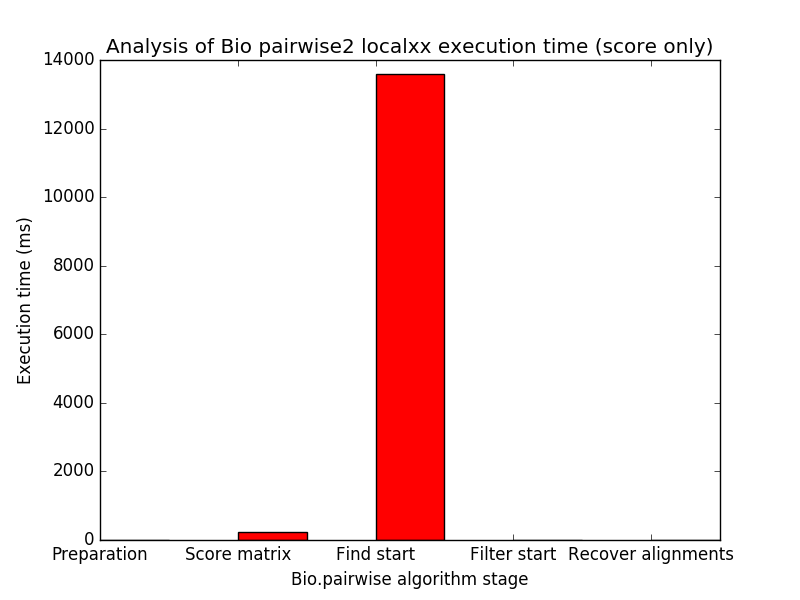 Analysis of Bio pairwise2 localxx execution time (score only)
14000
12000
10000
8000
6000
4000
2000
0
Execution time (ms)
Preparation Score matrix Find start Filter start Recover alignments
Bio.pairwise algorithm stage